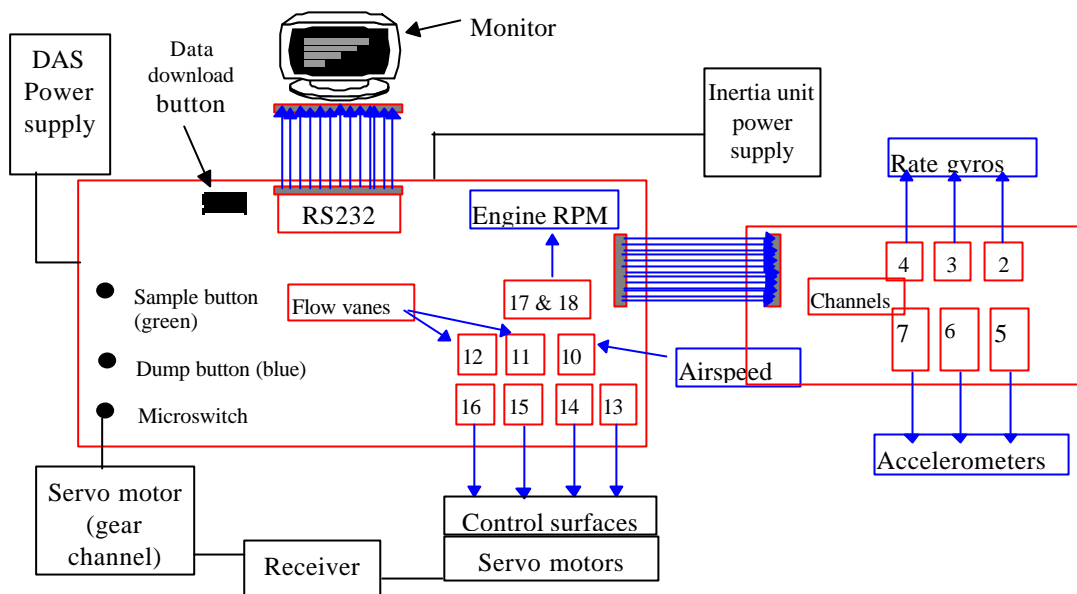 Monitor
DAS
Power
supply
Data
download
button
Inertia unit
power
supply
Rate gyros
RS232
Engine RPM
4
3
2
Sample button
(green)
Flow vanes
17 & 18
Channels
7
6
5
12
11
10
Dump button (blue)
Airspeed
16
15
14
13
Microswitch
Accelerometers
Servo motor
(gear
channel)
Control surfaces
Receiver
Servo motors